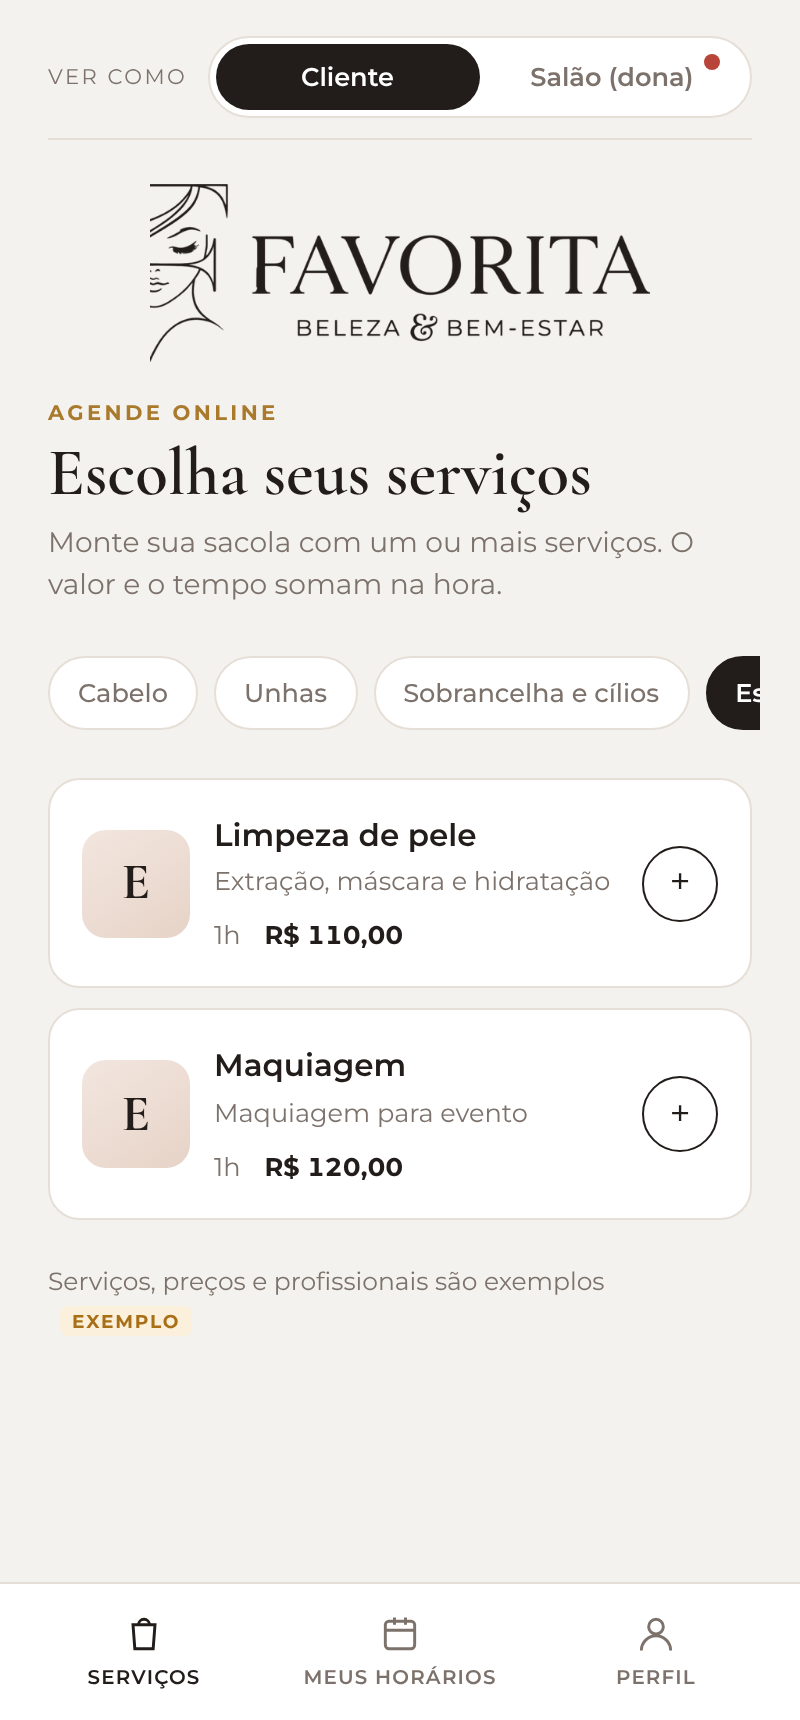 VER COMO
Cliente
Salão (dona)
FAVORITA
BELEZA & BEM-ESTAR
AGENDE ONLINE
Escolha seus serviços
Monte sua sacola com um ou mais serviços. O
valor e o tempo somam na hora.
Cabelo
Unhas
Sobrancelha e cílios
Es
E
Limpeza de pele
Extração, máscara e hidratação
1h R$ 110,00
+
E
Maquiagem
Maquiagem para evento
1h R$ 120,00
+
Serviços, preços e profissionais são exemplos
EXEMPLO
SERVIÇOS
MEUS HORÁRIOS
PERFIL